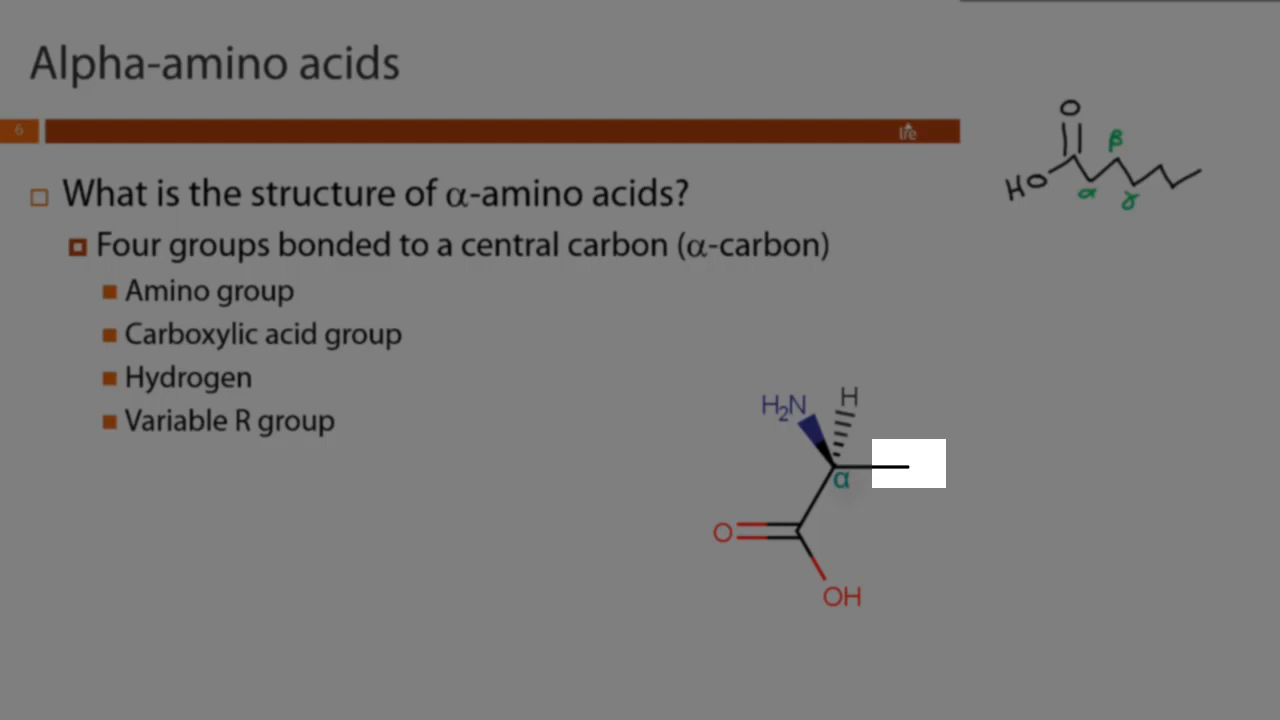 Alpha-amino acids
6
life
What is the structure of α-amino acids?
Four groups bonded to a central carbon (α-carbon)
Amino group
Carboxylic acid group
Hydrogen
Variable R group
O
HO
β
α
γ
H₂N
H
α
O
OH